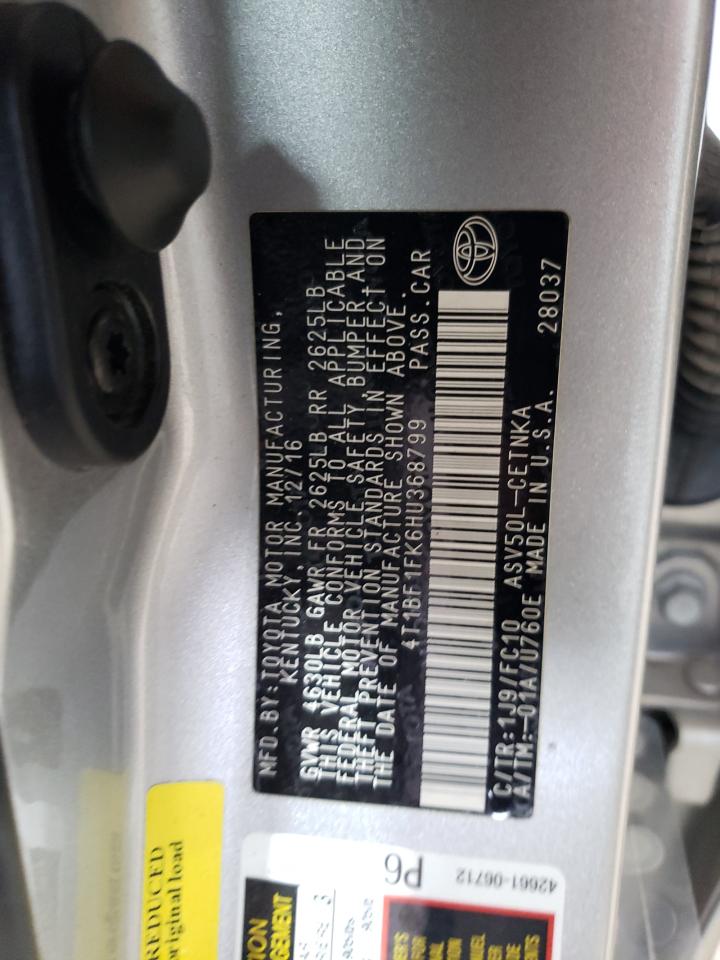 MFD.BY:TOYOTA MOTOR MANUFACTURING,
KENTUCKY, INC. 12/16
GVWR 4630LB GAWR FR 2625LB RR 2625LB
THIS VEHICLE CONFORMS TO ALL APPLICABLE
FEDERAL MOTOR VEHICLE SAFETY, BUMPER, AND
THEFT PREVENTION STANDARDS IN EFFECT ON
THE DATE OF MANUFACTURE SHOWN ABOVE.
4T1BF1FK6HU368799 PASS.CAR
C/TR:1J9/FC10 ASV50L-CETNKA
A/TM:-01A/U760E MADE IN U.S.A. 28037
REDUCED
original load
P6
42661-06712